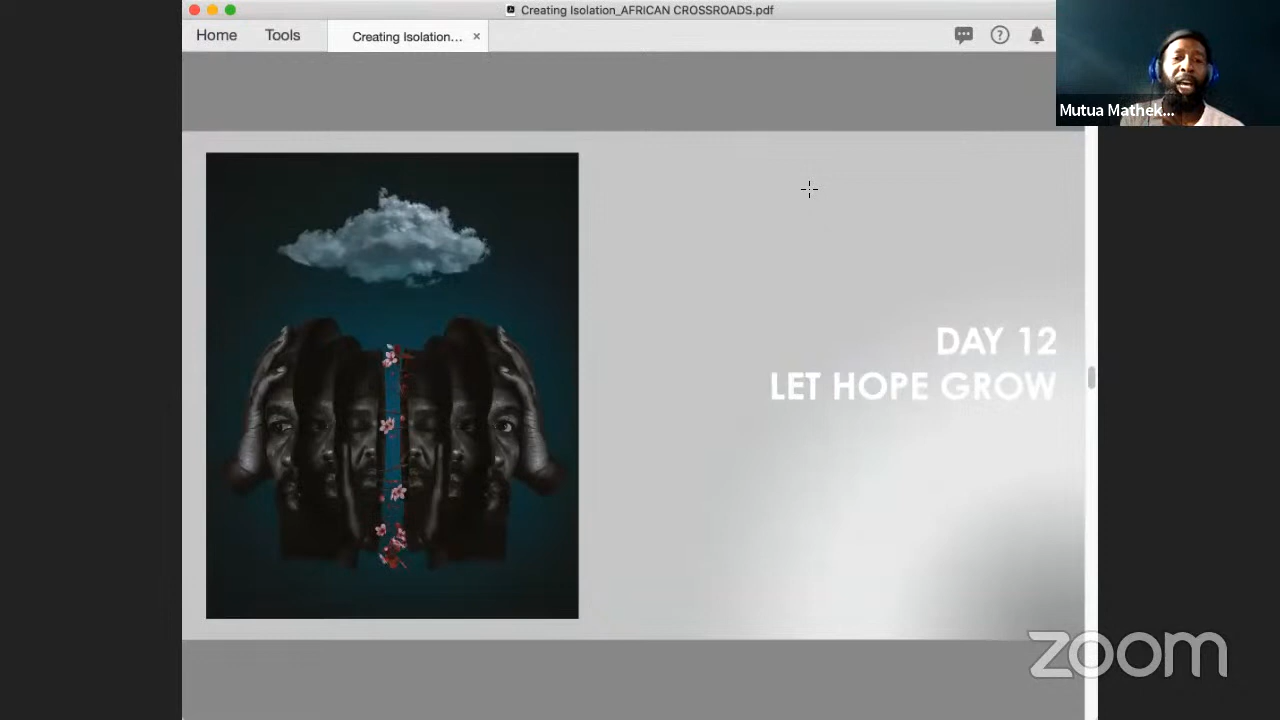 Creating Isolation_AFRICAN CROSSROADS.pdf
Home Tools Creating Isolation... ×
Mutua Mathek...
DAY 12
LET HOPE GROW
zoom